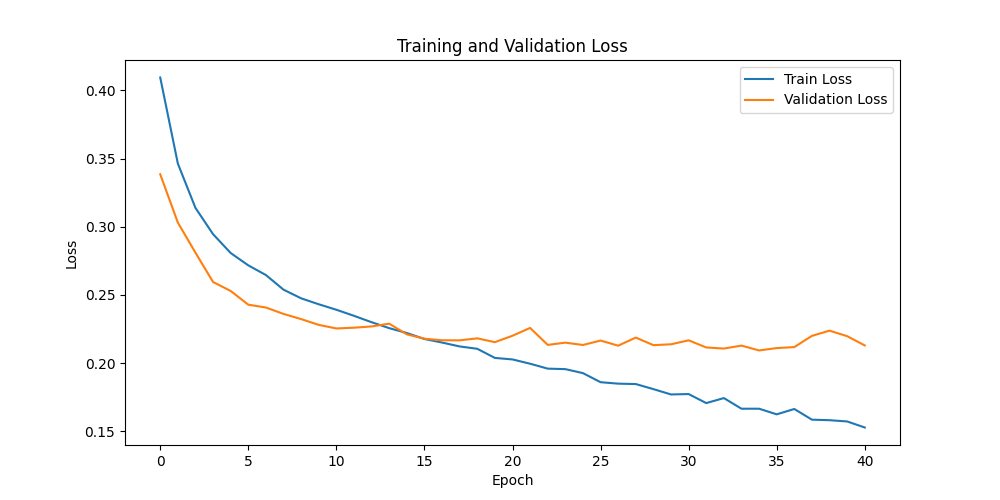 Training and Validation Loss
Train Loss
Validation Loss
0.40
0.35
0.30
0.25
0.20
0.15
Loss
0 5 10 15 20 25 30 35 40
Epoch